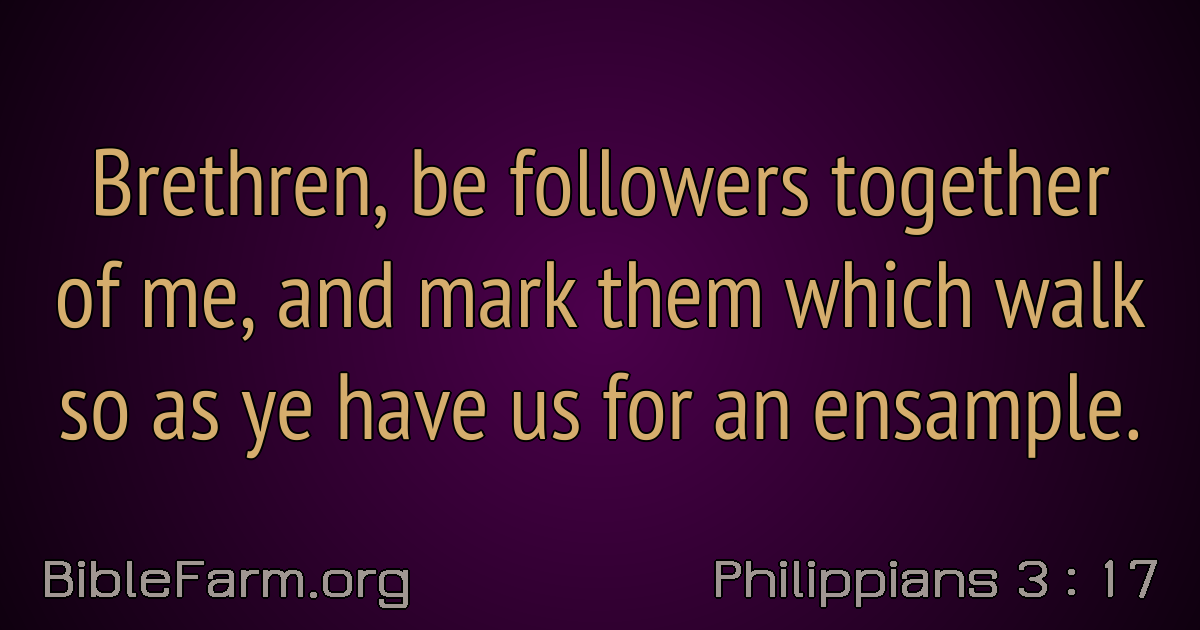 Brethren, be followers together
of me, and mark them which walk
so as ye have us for an ensample.
BibleFarm.org
Philippians 3 : 17